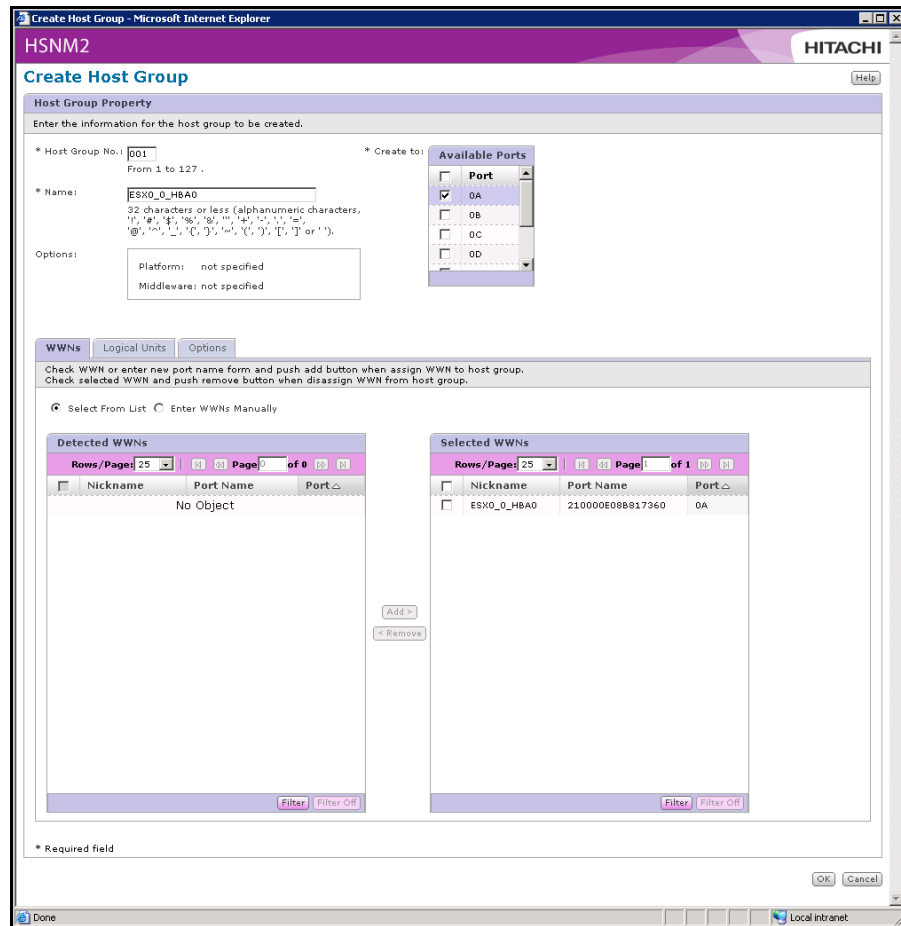 Create Host Group - Microsoft Internet Explorer
HSNM2
HITACHI
Create Host Group
Help
Host Group Property
Enter the information for the host group to be created.
* Host Group No.: 001
From 1 to 127 .
* Create to:
Available Ports
Port
0A
0B
0C
0D
* Name:
ESX0_0_HBA0
32 characters or less (alphanumeric characters,
'!', '#', '$', '%', '&', ''', '+', '-', '.', '=',
'@', '^', '_', '{', '}', '~', '(', ')', '[', ']' or ' ').
Options:
Platform: not specified
Middleware: not specified
WWNs Logical Units Options
Check WWN or enter new port name form and push add button when assign WWN to host group.
Check selected WWN and push remove button when disassign WWN from host group.
Select From List Enter WWNs Manually
Detected WWNs
Rows/Page: 25 Page 0 of 0
Nickname Port Name Port
No Object
Filter Filter Off
Add >
< Remove
Selected WWNs
Rows/Page: 25 Page 1 of 1
Nickname Port Name Port
ESX0_0_HBA0 210000E08B817360 0A
Filter Filter Off
* Required field
OK Cancel
Done
Local intranet